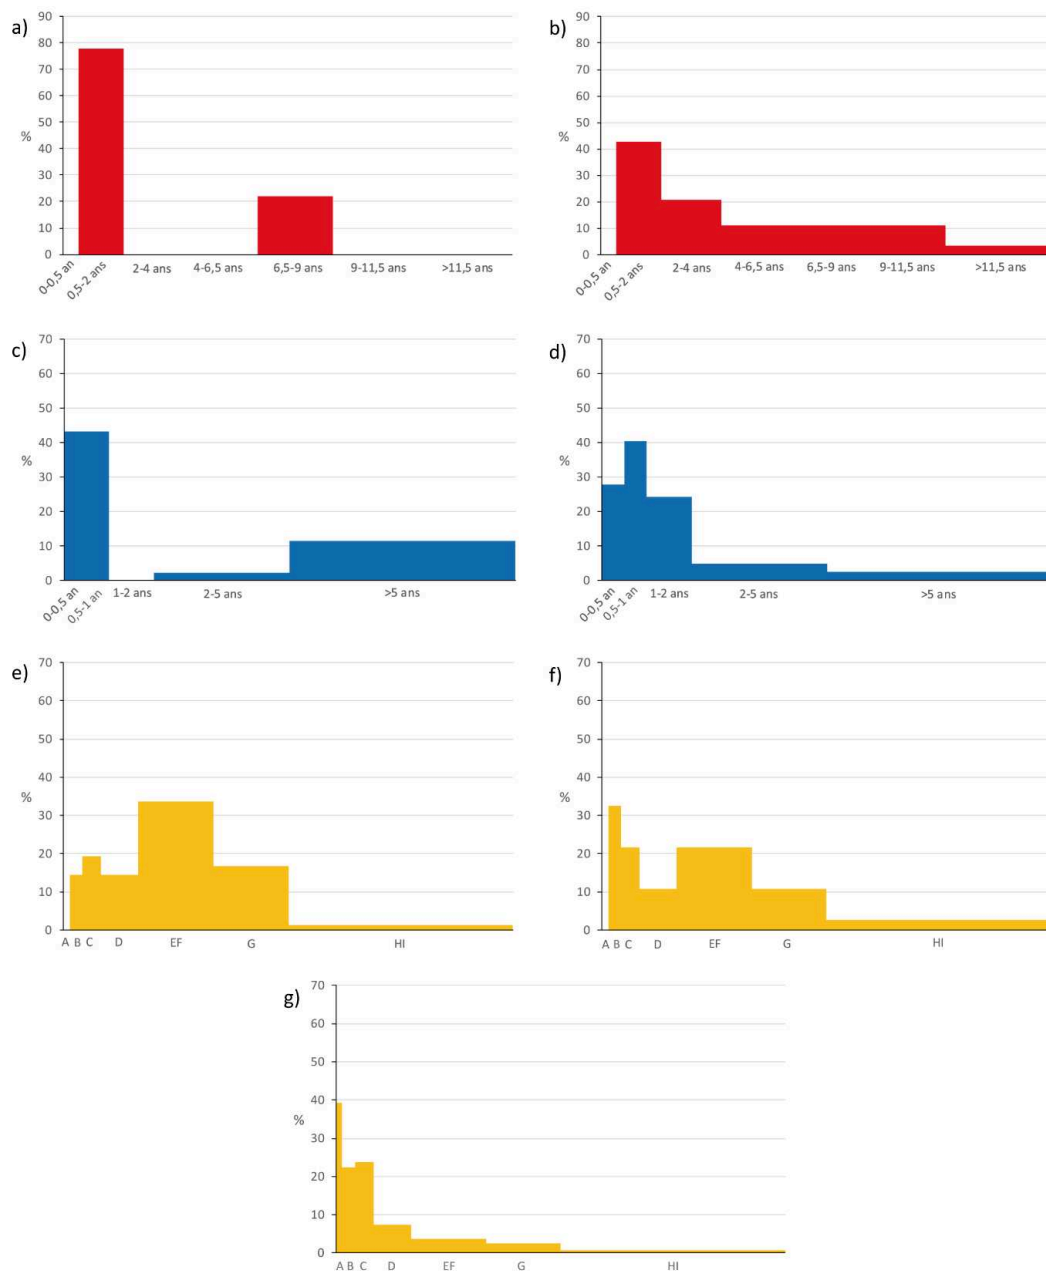 a)
90
80
70
60
50
%
40
30
20
10
0
0-0,5 an
0,5-2 ans
2-4 ans
4-6,5 ans
6,5-9 ans
9-11,5 ans
>11,5 ans
b)
90
80
70
60
50
%
40
30
20
10
0
0-0,5 an
0,5-2 ans
2-4 ans
4-6,5 ans
6,5-9 ans
9-11,5 ans
>11,5 ans
c)
70
60
50
40
%
30
20
10
0
0-0,5 an
0,5-1 an
1-2 ans
2-5 ans
>5 ans
d)
70
60
50
40
%
30
20
10
0
0-0,5 an
0,5-1 an
1-2 ans
2-5 ans
>5 ans
e)
70
60
50
40
%
30
20
10
0
A B C D EF G HI
f)
70
60
50
40
%
30
20
10
0
A B C D EF G HI
g)
70
60
50
40
%
30
20
10
0
A B C D EF G HI